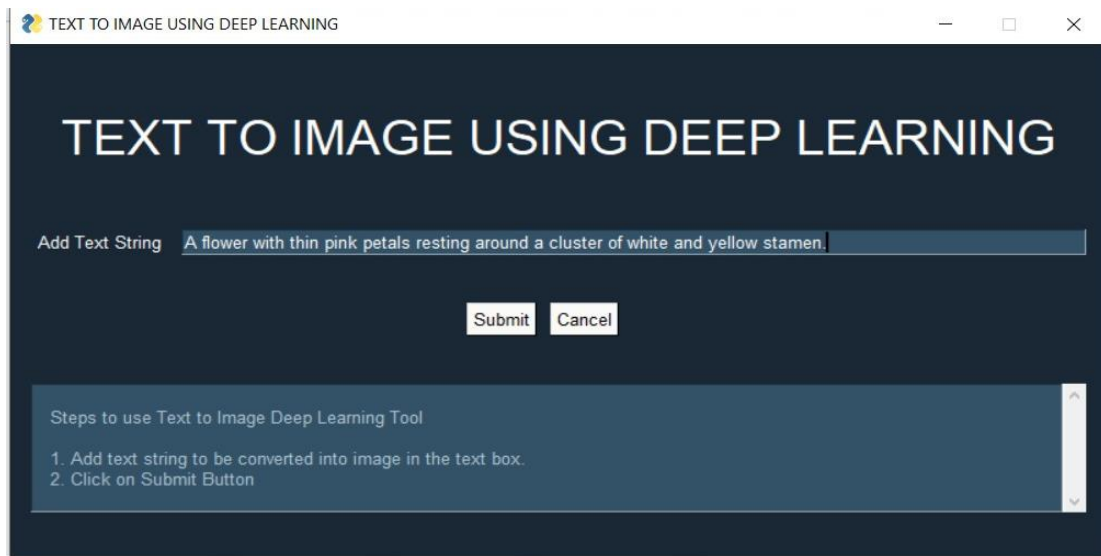 TEXT TO IMAGE USING DEEP LEARNING
TEXT TO IMAGE USING DEEP LEARNING
Add Text String A flower with thin pink petals resting around a cluster of white and yellow stamen.
Submit Cancel
Steps to use Text to Image Deep Learning Tool
1. Add text string to be converted into image in the text box.
2. Click on Submit Button